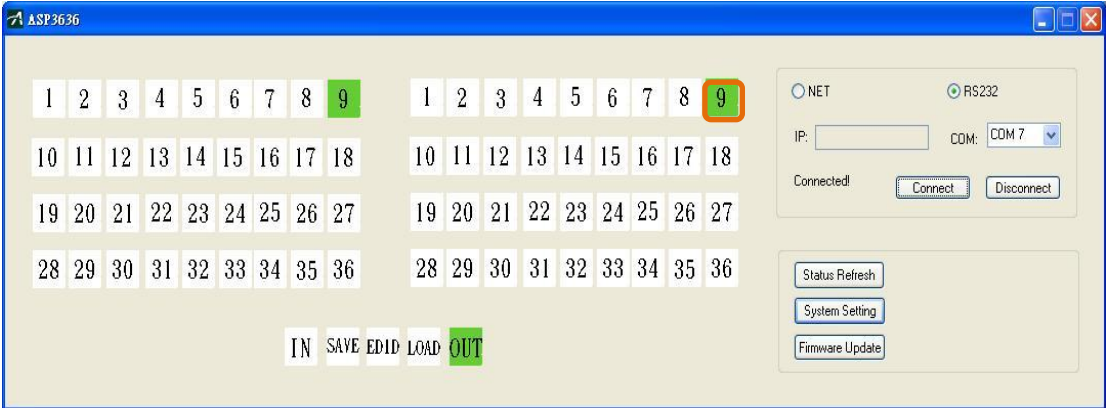 ASP3636
1 2 3 4 5 6 7 8 9
10 11 12 13 14 15 16 17 18
19 20 21 22 23 24 25 26 27
28 29 30 31 32 33 34 35 36
1 2 3 4 5 6 7 8 9
10 11 12 13 14 15 16 17 18
19 20 21 22 23 24 25 26 27
28 29 30 31 32 33 34 35 36
IN SAVE EDID LOAD OUT
NET RS232
IP: COM: COM 7
Connected! Connect Disconnect
Status Refresh
System Setting
Firmware Update